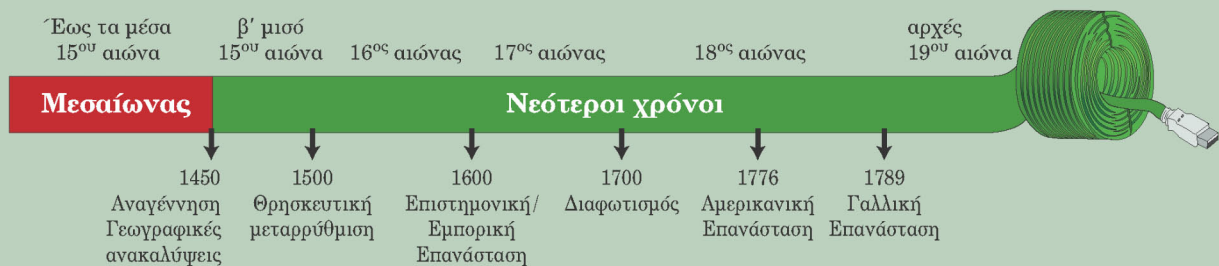 Έως τα μέσα
15ου αιώνα
β′ μισό
15ου αιώνα
16ος αιώνας
17ος αιώνας
18ος αιώνας
αρχές
19ου αιώνα
Μεσαίωνας
Νεότεροι χρόνοι
1450
Αναγέννηση
Γεωγραφικές
ανακαλύψεις
1500
Θρησκευτική
μεταρρύθμιση
1600
Επιστημονική/
Εμπορική
Επανάσταση
1700
Διαφωτισμός
1776
Αμερικανική
Επανάσταση
1789
Γαλλική
Επανάσταση